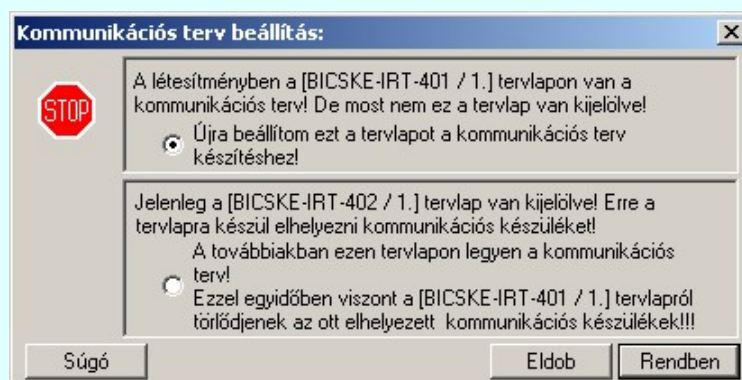 Kommunikációs terv beállítás:
STOP
A létesítményben a [BICSKE-IRT-401 / 1.] tervlapon van a
kommunikációs terv! De most nem ez a tervlap van kijelölve!
Újra beállítom ezt a tervlapot a kommunikációs terv
készítéshez!
Jelenleg a [BICSKE-IRT-402 / 1.] tervlap van kijelölve! Erre a
tervlapra készül elhelyezni kommunikációs készüléket!
A továbbiakban ezen tervlapon legyen a kommunikációs
terv!
Ezzel egyidőben viszont a [BICSKE-IRT-401 / 1.] tervlapról
törlődjenek az ott elhelyezett kommunikációs készülékek!!!
Súgó
Eldob
Rendben